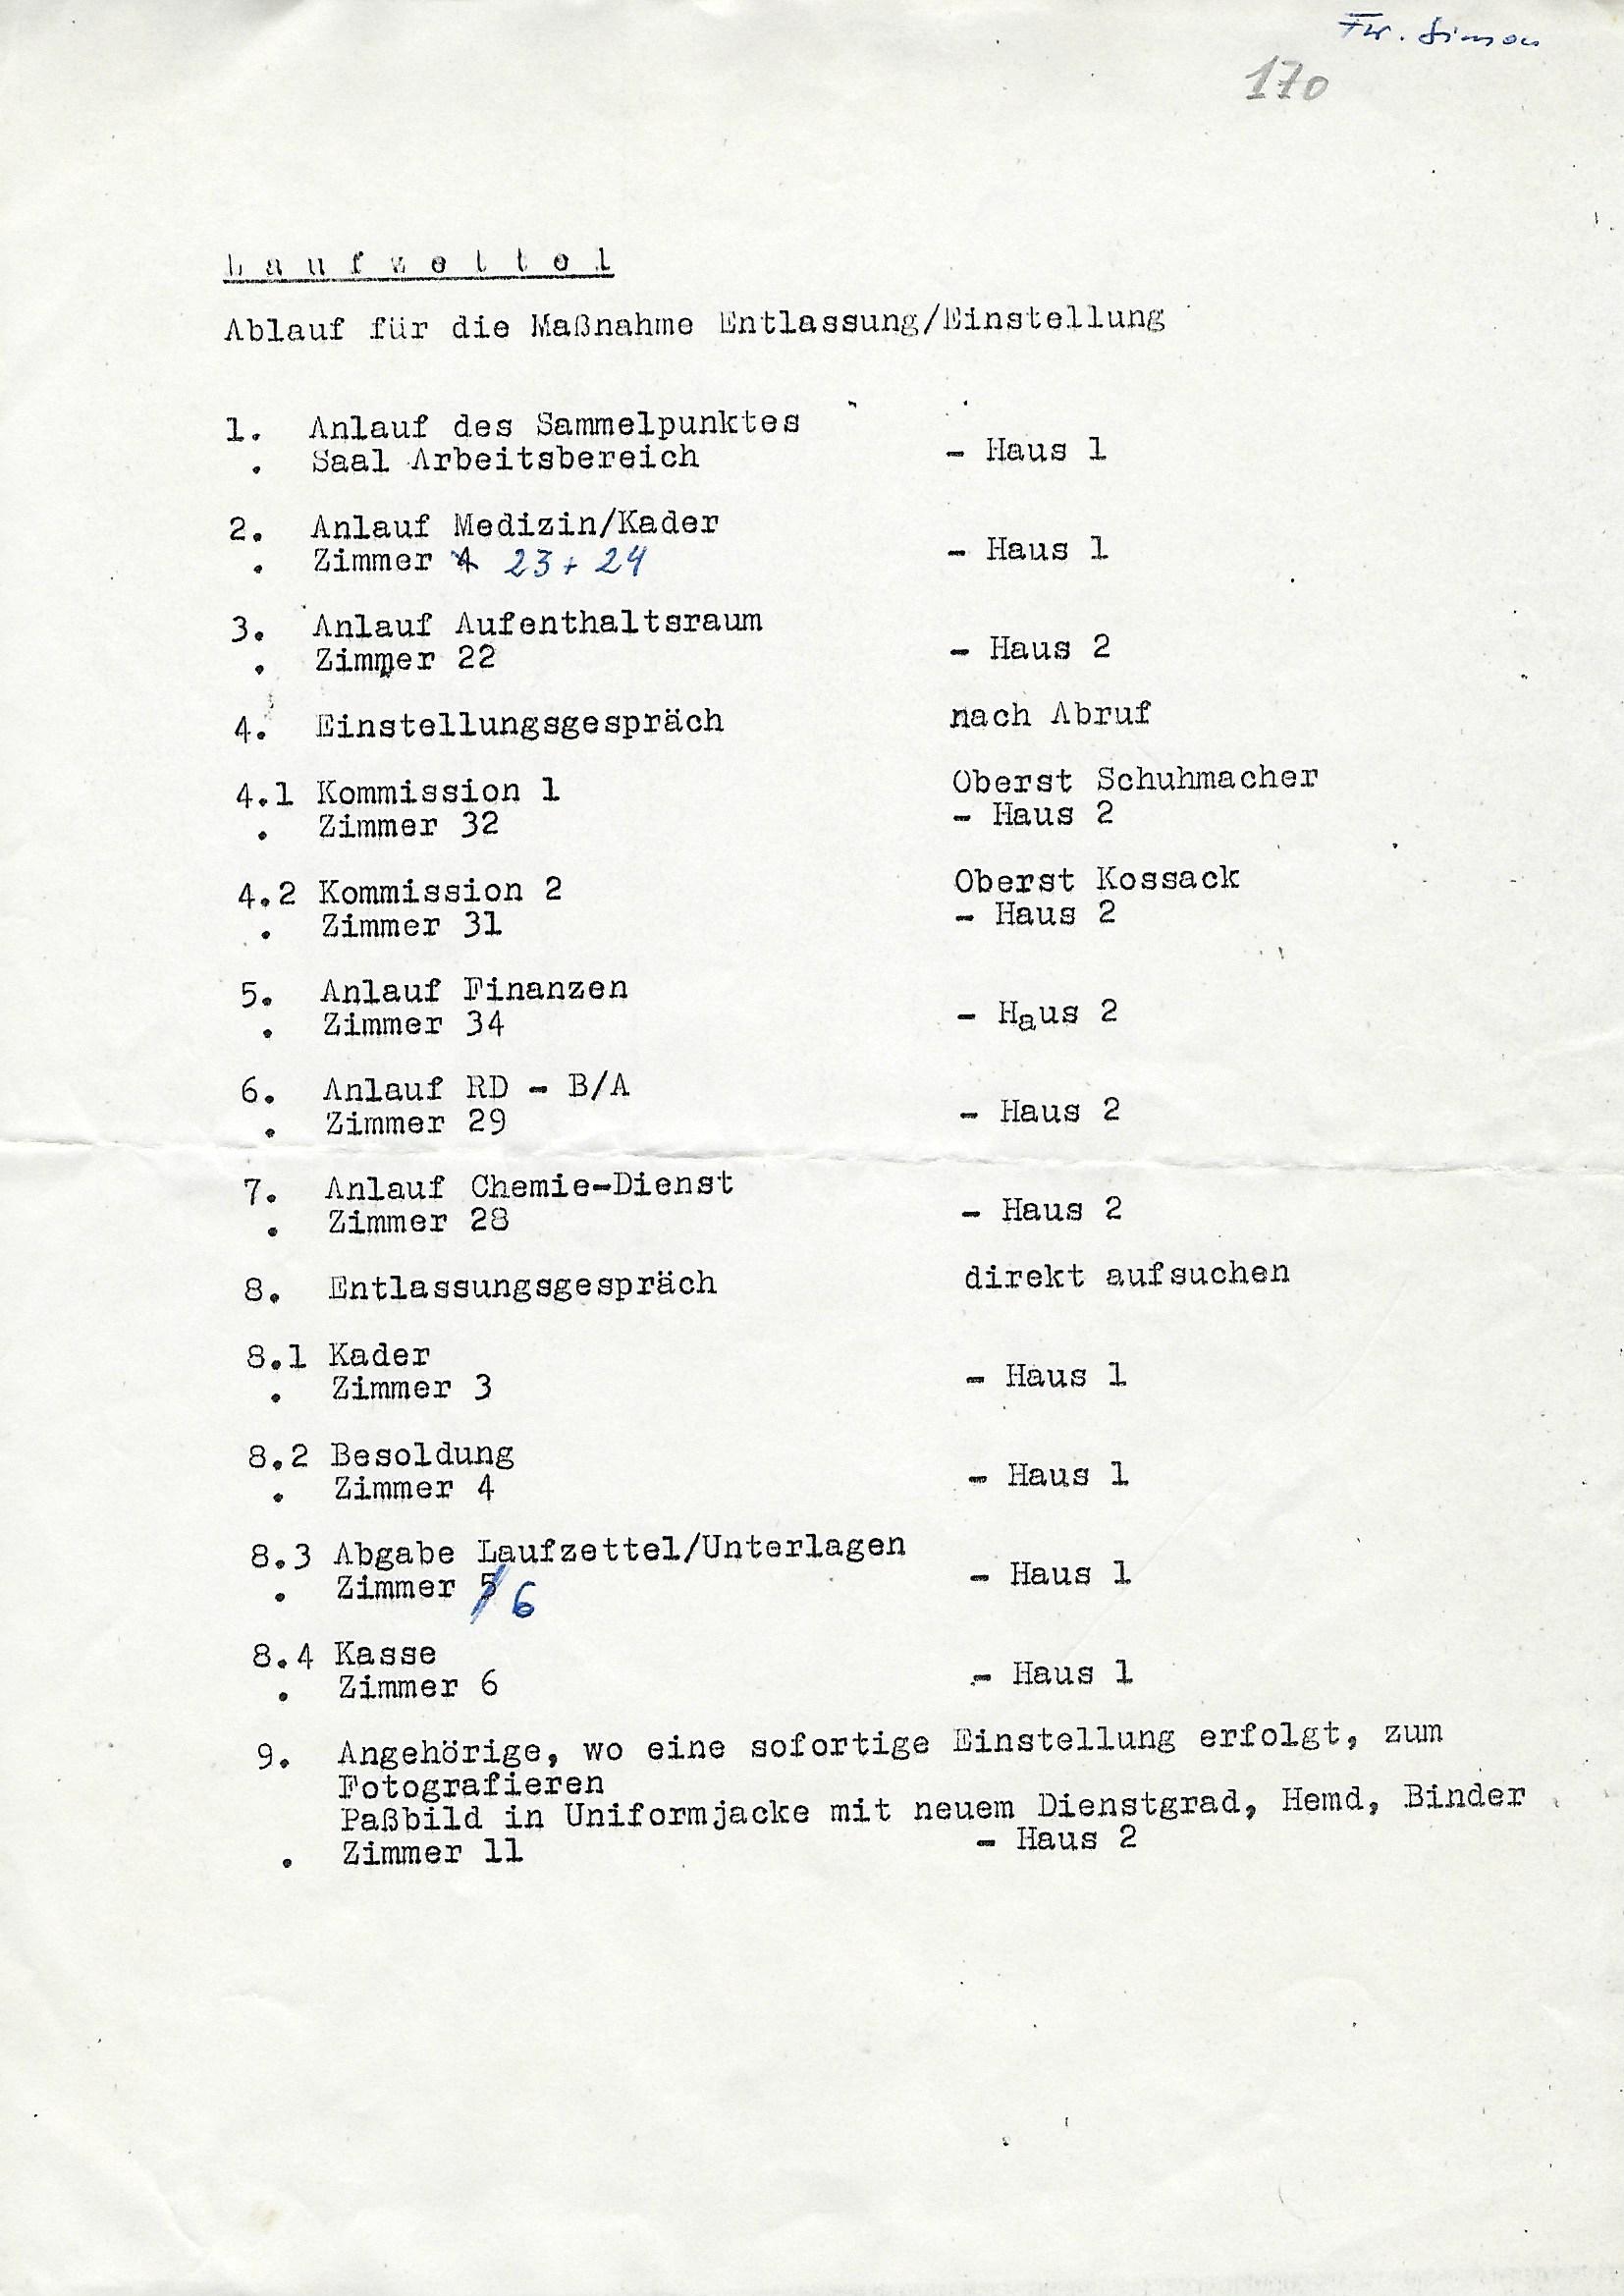 Fw. Simon
170
Laufzettel
Ablauf für die Maßnahme Entlassung/Einstellung
1. Anlauf des Sammelpunktes
. Saal Arbeitsbereich - Haus 1
2. Anlauf Medizin/Kader
. Zimmer 4 23 + 24 - Haus 1
3. Anlauf Aufenthaltsraum
. Zimmer 22 - Haus 2
4. Einstellungsgespräch nach Abruf
4.1 Kommission 1 Oberst Schuhmacher
. Zimmer 32 - Haus 2
4.2 Kommission 2 Oberst Kossack
. Zimmer 31 - Haus 2
5. Anlauf Finanzen
. Zimmer 34 - Haus 2
6. Anlauf RD - B/A
. Zimmer 29 - Haus 2
7. Anlauf Chemie-Dienst
. Zimmer 28 - Haus 2
8. Entlassungsgespräch direkt aufsuchen
8.1 Kader
. Zimmer 3 - Haus 1
8.2 Besoldung
. Zimmer 4 - Haus 1
8.3 Abgabe Laufzettel/Unterlagen
. Zimmer 5 6 - Haus 1
8.4 Kasse
. Zimmer 6 - Haus 1
9. Angehörige, wo eine sofortige Einstellung erfolgt, zum
Fotografieren
Paßbild in Uniformjacke mit neuem Dienstgrad, Hemd, Binder
. Zimmer 11 - Haus 2